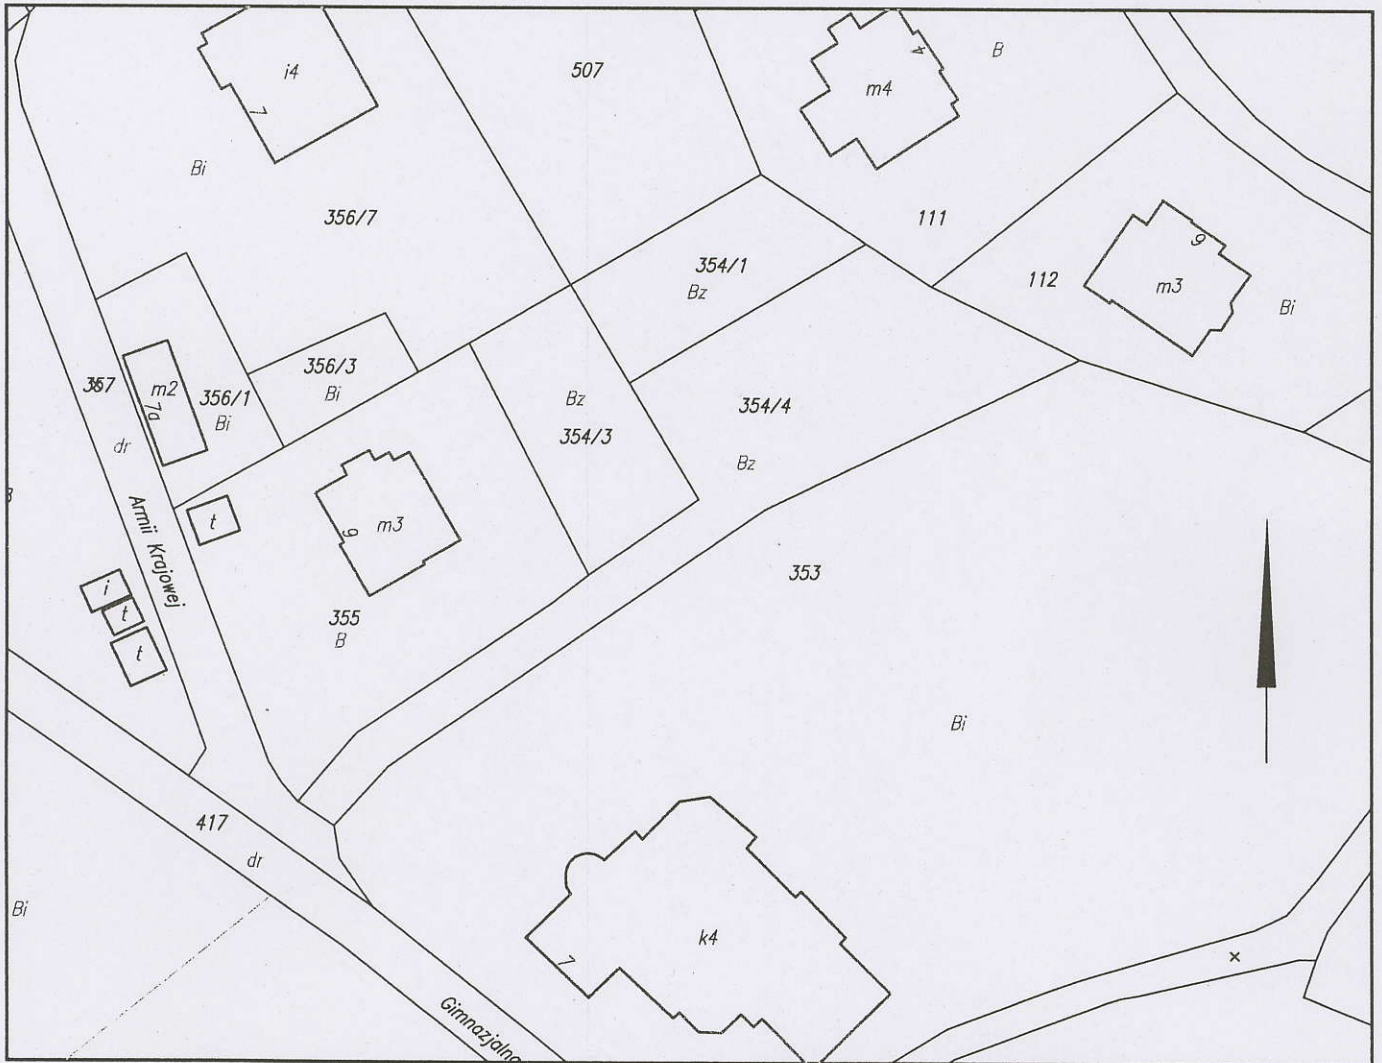 i4
7
507
m4
4
B
Bi
356/7
111
354/1
Bz
112
9
m3
Bi
357
m2
7a
356/1
Bi
356/3
Bi
Bz
354/3
354/4
Bz
dr
Armii Krajowej
t
m3
9
353
i
t
t
355
B
Bi
417
dr
Bi
k4
7
Gimnazjalna